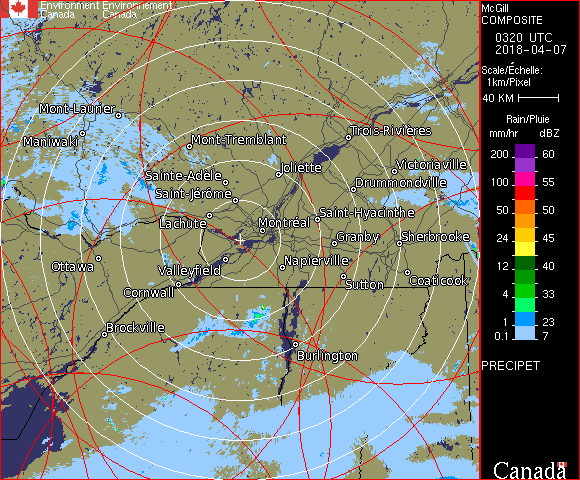 Environment Environnement
Canada Canada
McGill
COMPOSITE
0320 UTC
2018-04-07
Scale/Échelle:
1km/Pixel
40 KM
Rain/Pluie
mm/hr dBZ
200 60
150 57
100 55
50 50
24 45
12 40
4 33
1 23
0.1 7
PRECIPET
Canada
Mont-Laurier
Maniwaki
Mont-Tremblant
Trois-Rivières
Joliette
Victoriaville
Sainte-Adèle
Drummondville
Saint-Jérôme
Lachute
Saint-Hyacinthe
Montréal
Granby
Sherbrooke
Ottawa
Valleyfield
Napierville
Cornwall
Sutton
Coaticook
Brockville
Burlington